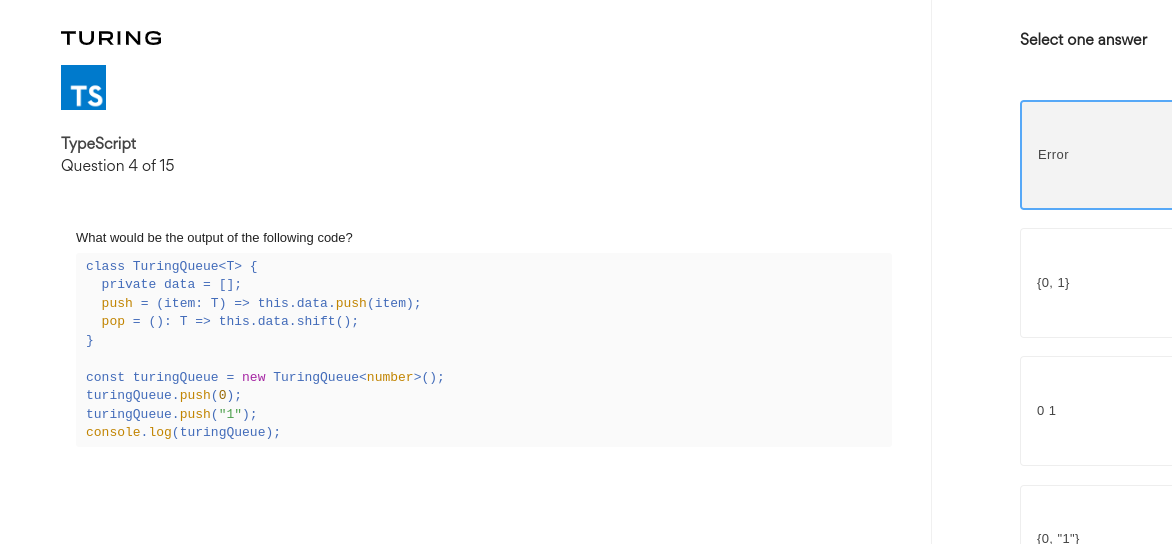 TURING
TS
TypeScript
Question 4 of 15
What would be the output of the following code?
class TuringQueue<T> {
  private data = [];
  push = (item: T) => this.data.push(item);
  pop = (): T => this.data.shift();
}

const turingQueue = new TuringQueue<number>();
turingQueue.push(0);
turingQueue.push("1");
console.log(turingQueue);
Select one answer
Error
{0, 1}
0 1
{0, "1"}